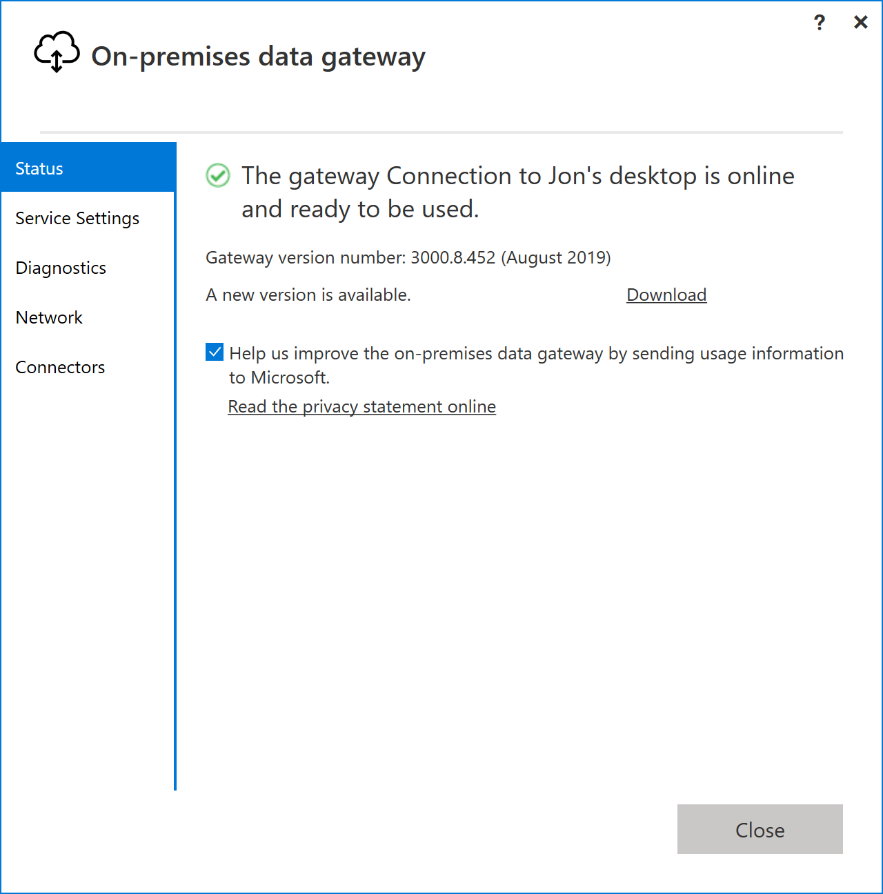 ?
On-premises data gateway
Status
Service Settings
Diagnostics
Network
Connectors
The gateway Connection to Jon's desktop is online
and ready to be used.
Gateway version number: 3000.8.452 (August 2019)
A new version is available. Download
Help us improve the on-premises data gateway by sending usage information
to Microsoft.
Read the privacy statement online
Close